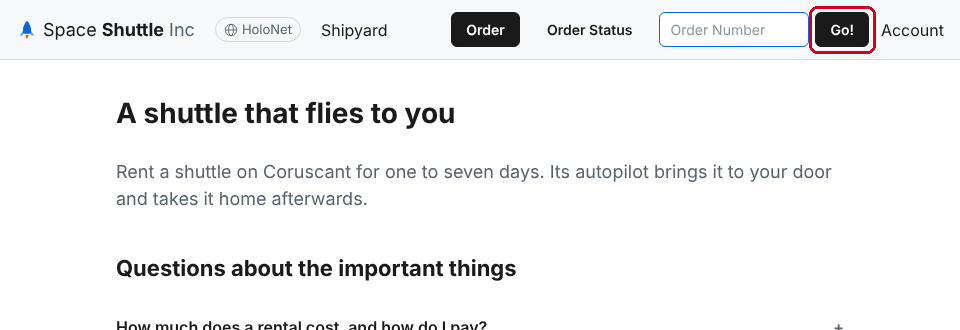 Space Shuttle Inc
HoloNet
Shipyard
Order
Order Status
Order Number
Go!
Account
A shuttle that flies to you
Rent a shuttle on Coruscant for one to seven days. Its autopilot brings it to your door
and takes it home afterwards.
Questions about the important things
How much does a rental cost, and how do I pay?
+